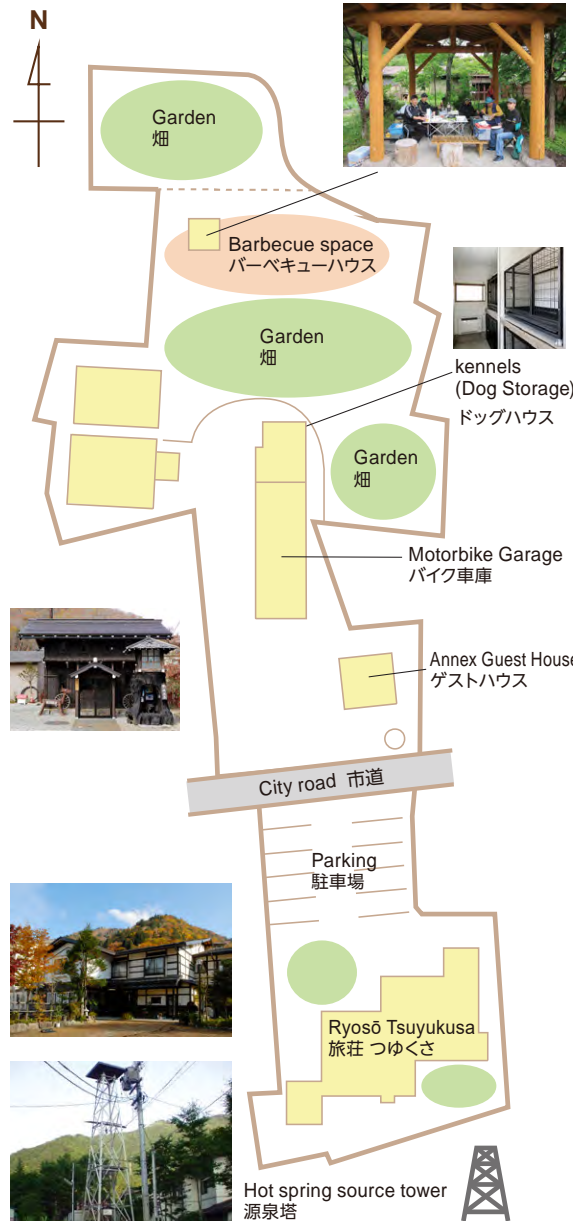 N
Garden
畑
Barbecue space
バーベキューハウス
Garden
畑
kennels
(Dog Storage)
ドッグハウス
Garden
畑
Motorbike Garage
バイク車庫
Annex Guest House
ゲストハウス
City road 市道
Parking
駐車場
Ryosō Tsuyukusa
旅荘 つゆくさ
Hot spring source tower
源泉塔